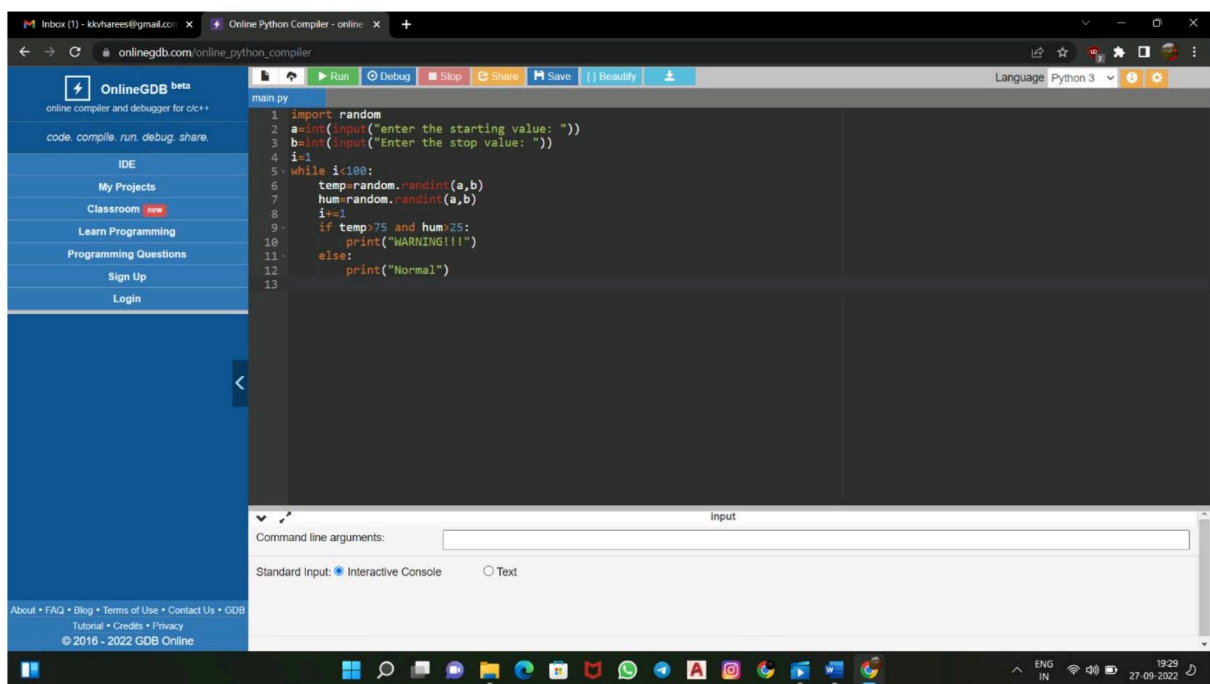 Inbox (1) - kkvharees@gmail.con
Online Python Compiler - online
onlinegdb.com/online_python_compiler
OnlineGDB beta
online compiler and debugger for c/c++
code. compile. run. debug. share.
IDE
My Projects
Classroom new
Learn Programming
Programming Questions
Sign Up
Login
Run Debug Stop Share Save { } Beautify
Language Python 3
main.py
1 import random
2 a=int(input("enter the starting value: "))
3 b=int(input("Enter the stop value: "))
4 i=1
5 while i<100:
6 temp=random.randint(a,b)
7 hum=random.randint(a,b)
8 i+=1
9 if temp>75 and hum>25:
10 print("WARNING!!!")
11 else:
12 print("Normal")
13
input
Command line arguments:
Standard Input: Interactive Console Text
About • FAQ • Blog • Terms of Use • Contact Us • GDB
Tutorial • Credits • Privacy
© 2016 - 2022 GDB Online
ENG
IN
19:29
27-09-2022